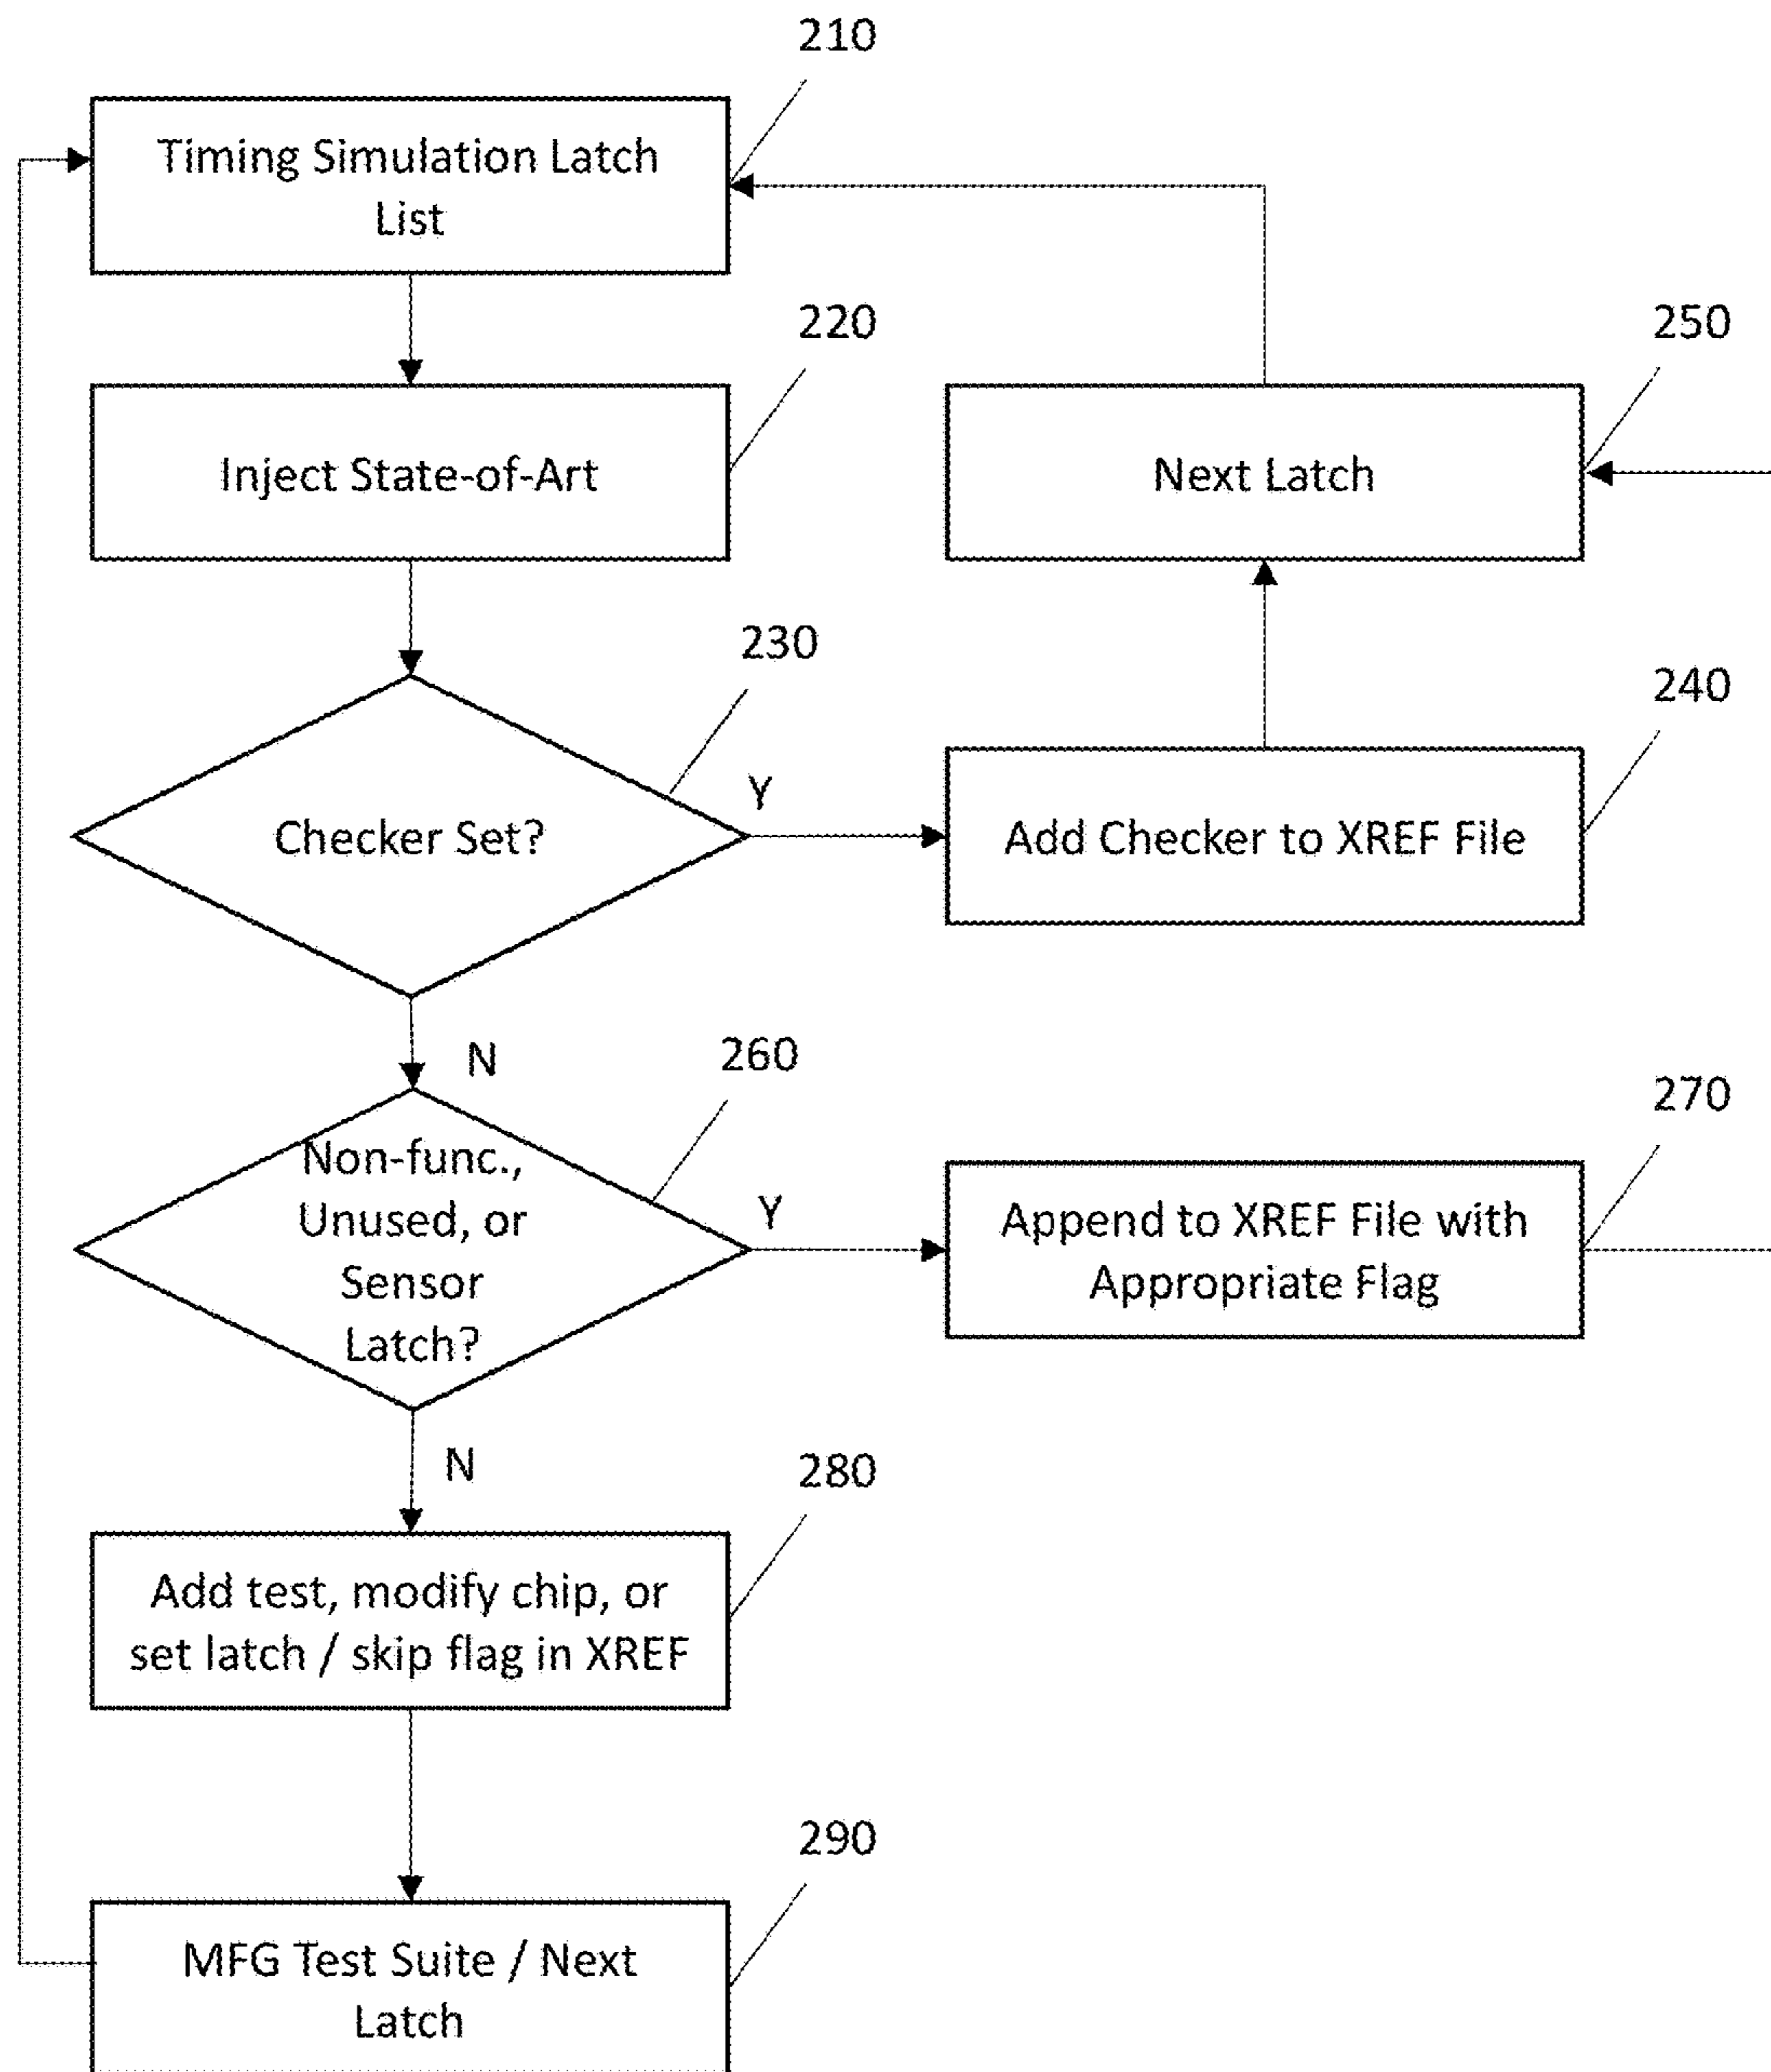 210
Timing Simulation Latch
List
220
250
Inject State-of-Art
Next Latch
230
240
Y
Checker Set?
Add Checker to XREF File
N
260
270
Non-func.,
Unused, or
Sensor
Latch?
Y
Append to XREF File with
Appropriate Flag
N
280
Add test, modify chip, or
set latch / skip flag in XREF
290
MFG Test Suite / Next
Latch